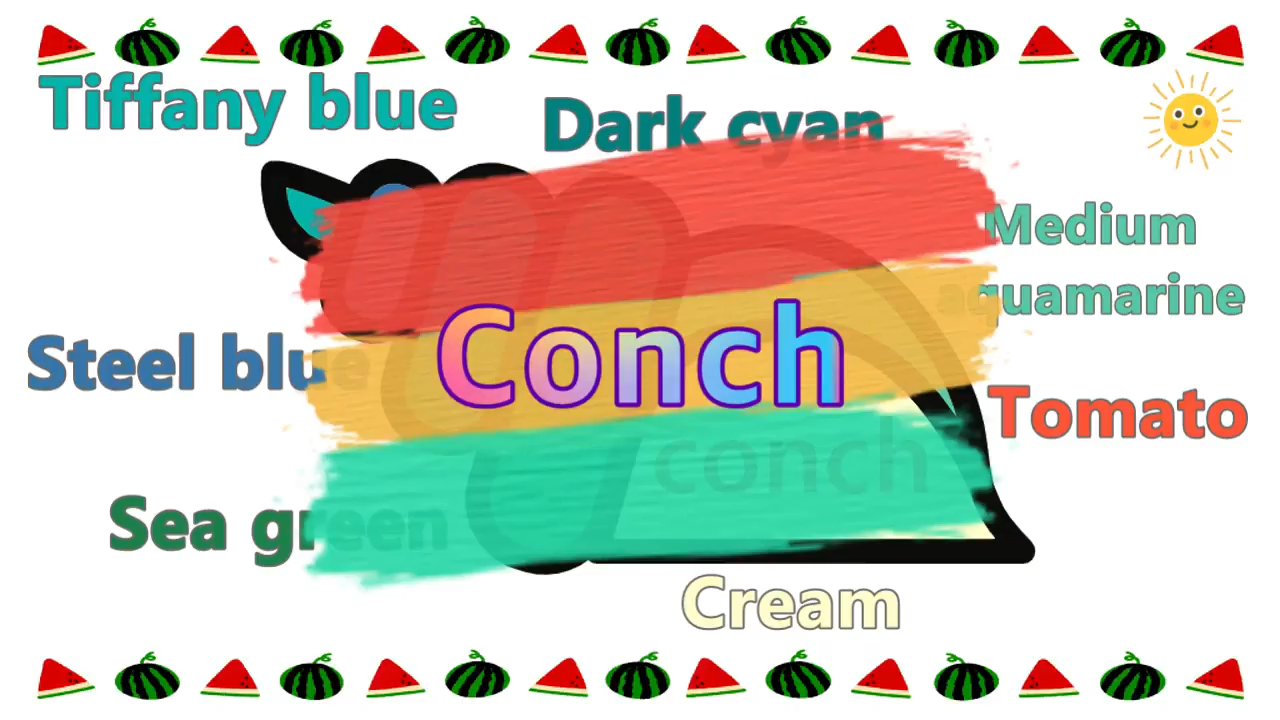 Tiffany blue
Dark cyan
Medium
aquamarine
Steel blue
Conch
Tomato
conch
Sea green
Cream